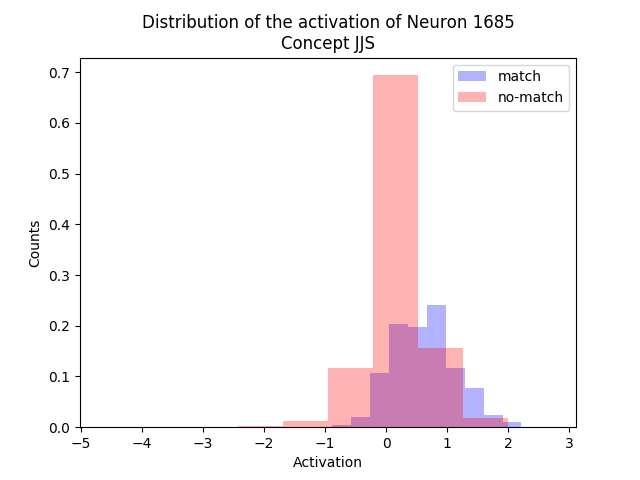 Distribution of the activation of Neuron 1685
Concept JJS
match
no-match
Counts
0.7
0.6
0.5
0.4
0.3
0.2
0.1
0.0
−5 −4 −3 −2 −1 0 1 2 3
Activation